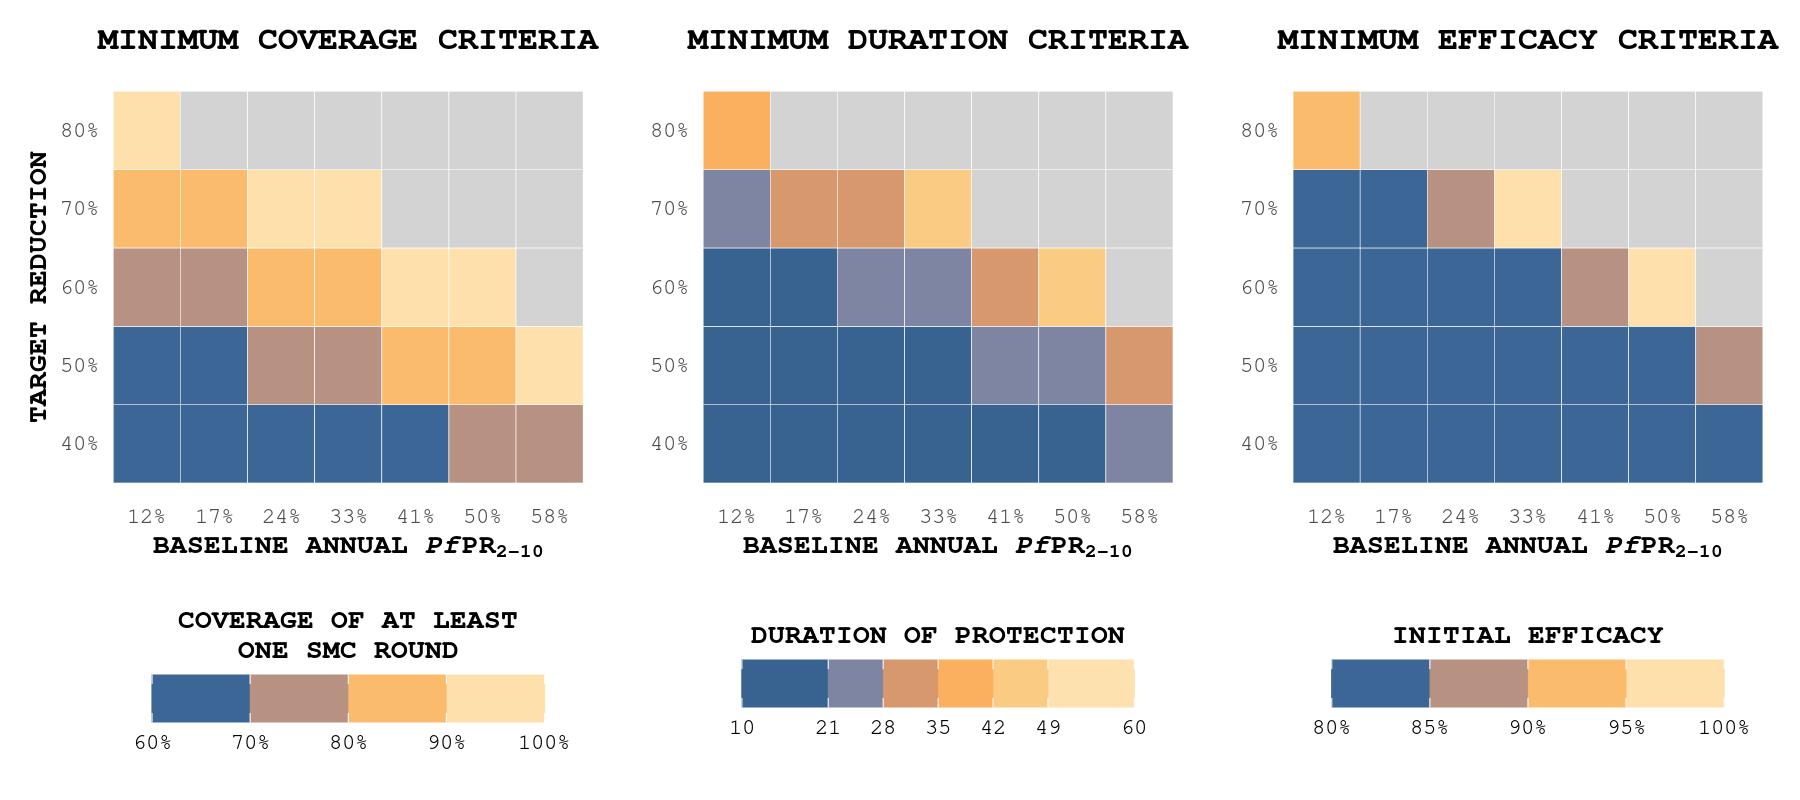 MINIMUM COVERAGE CRITERIA
MINIMUM DURATION CRITERIA
MINIMUM EFFICACY CRITERIA
TARGET REDUCTION
80%
70%
60%
50%
40%
12% 17% 24% 33% 41% 50% 58%
BASELINE ANNUAL PfPR2-10
80%
70%
60%
50%
40%
12% 17% 24% 33% 41% 50% 58%
BASELINE ANNUAL PfPR2-10
80%
70%
60%
50%
40%
12% 17% 24% 33% 41% 50% 58%
BASELINE ANNUAL PfPR2-10
COVERAGE OF AT LEAST
ONE SMC ROUND
60% 70% 80% 90% 100%
DURATION OF PROTECTION
10 21 28 35 42 49 60
INITIAL EFFICACY
80% 85% 90% 95% 100%